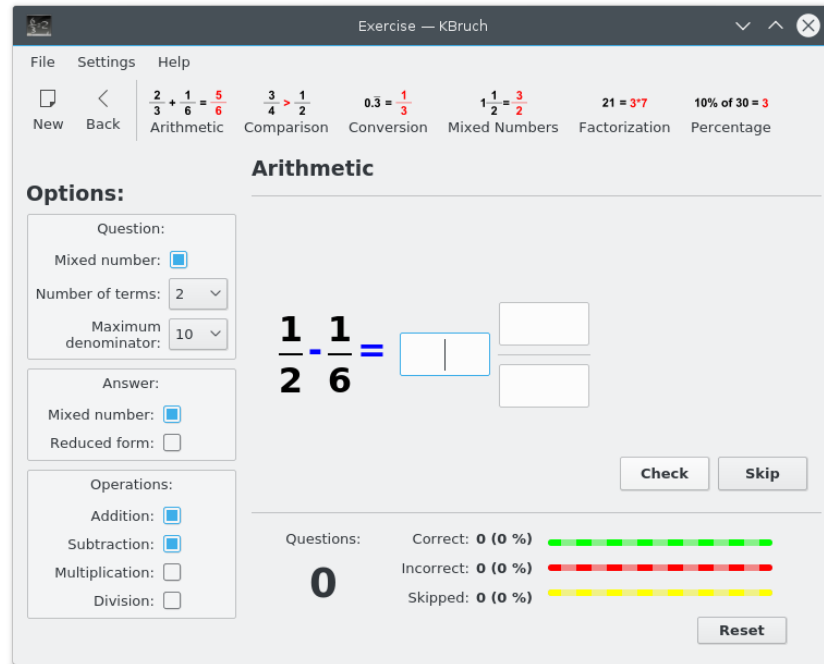 Exercise — KBruch
File Settings Help
2/3 + 1/6 = 5/6 3/4 > 1/2 0.3̅ = 1/3 1 1/2 = 3/2 21 = 3*7 10% of 30 = 3
New Back Arithmetic Comparison Conversion Mixed Numbers Factorization Percentage
Arithmetic
Options:
Question:
Mixed number:
Number of terms: 2
Maximum
denominator: 10
Answer:
Mixed number:
Reduced form:
Operations:
Addition:
Subtraction:
Multiplication:
Division:
1/2 - 1/6 =
Check Skip
Questions:
0
Correct: 0 (0 %)
Incorrect: 0 (0 %)
Skipped: 0 (0 %)
Reset